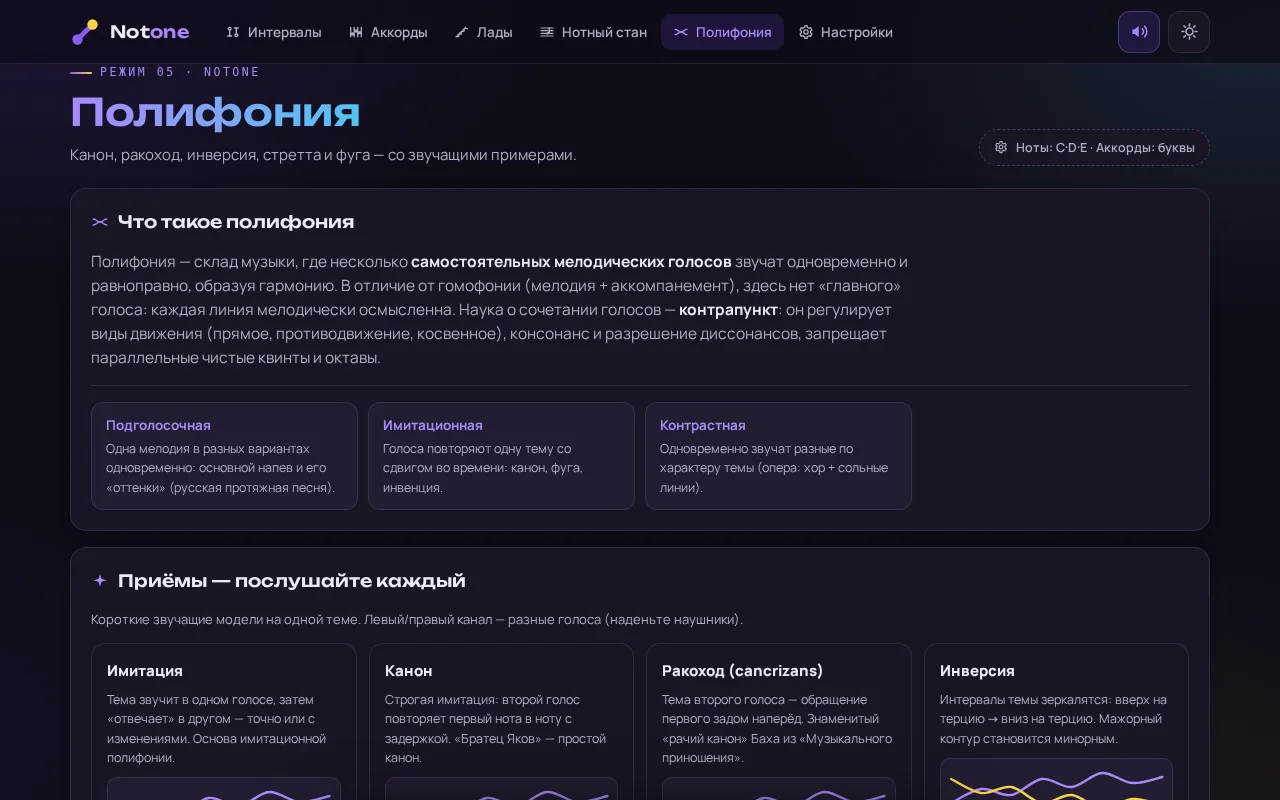 Notone
Интервалы
Аккорды
Лады
Нотный стан
Полифония
Настройки
РЕЖИМ 05 · NOTONE
Полифония
Канон, ракоход, инверсия, стретта и фуга — со звучащими примерами.
Ноты: C·D·E · Аккорды: буквы
Что такое полифония
Полифония — склад музыки, где несколько самостоятельных мелодических голосов звучат одновременно и
равноправно, образуя гармонию. В отличие от гомофонии (мелодия + аккомпанемент), здесь нет «главного»
голоса: каждая линия мелодически осмысленна. Наука о сочетании голосов — контрапункт: он регулирует
виды движения (прямое, противодвижение, косвенное), консонанс и разрешение диссонансов, запрещает
параллельные чистые квинты и октавы.
Подголосочная
Одна мелодия в разных вариантах
одновременно: основной напев и его
«оттенки» (русская протяжная песня).
Имитационная
Голоса повторяют одну тему со
сдвигом во времени: канон, фуга,
инвенция.
Контрастная
Одновременно звучат разные по
характеру темы (опера: хор + сольные
линии).
Приёмы — послушайте каждый
Короткие звучащие модели на одной теме. Левый/правый канал — разные голоса (наденьте наушники).
Имитация
Тема звучит в одном голосе, затем
«отвечает» в другом — точно или с
изменениями. Основа имитационной
полифонии.
Канон
Строгая имитация: второй голос
повторяет первый нота в ноту с
задержкой. «Братец Яков» — простой
канон.
Ракоход (cancrizans)
Тема второго голоса — обращение
первого задом наперёд. Знаменитый
«рачий канон» Баха из «Музыкального
приношения».
Инверсия
Интервалы темы зеркалятся: вверх на
терцию → вниз на терцию. Мажорный
контур становится минорным.